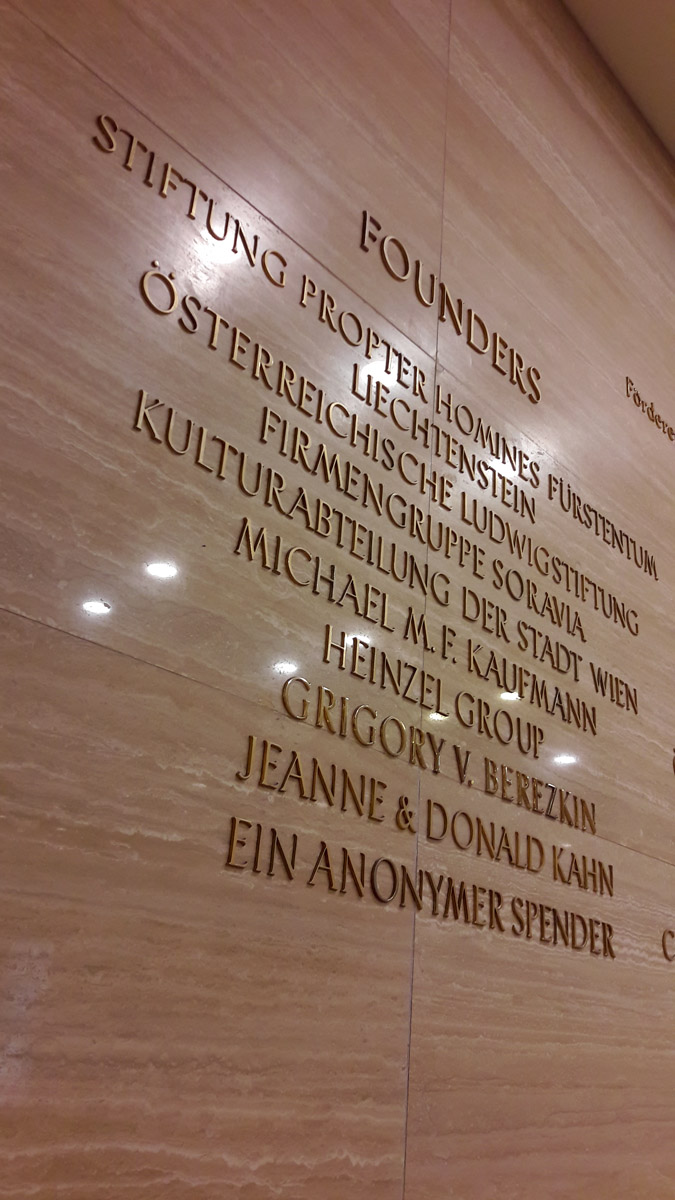 FOUNDERS
STIFTUNG PROPTER HOMINES FÜRSTENTUM
LIECHTENSTEIN
ÖSTERREICHISCHE LUDWIGSTIFTUNG
FIRMENGRUPPE SORAVIA
KULTURABTEILUNG DER STADT WIEN
MICHAEL M. F. KAUFMANN
HEINZEL GROUP
GRIGORY V. BEREZKIN
JEANNE & DONALD KAHN
EIN ANONYMER SPENDER